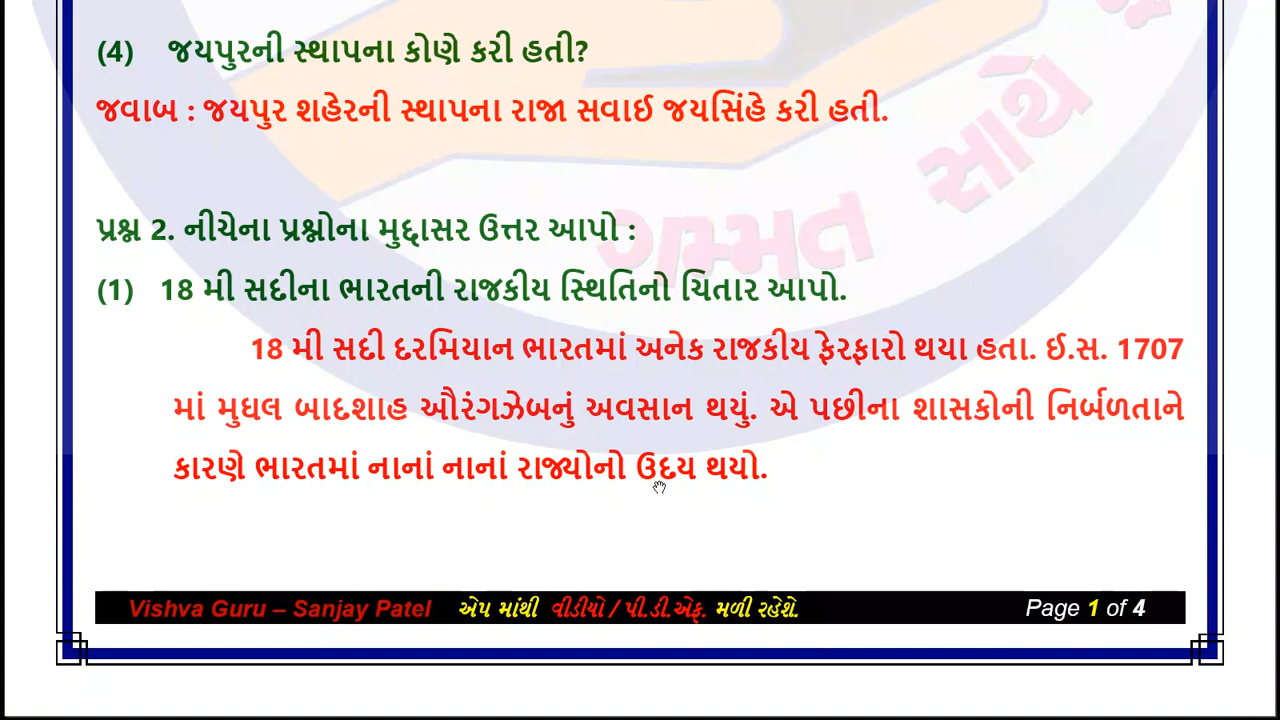 (4) જયપુરની સ્થાપના કોણે કરી હતી?
જવાબ : જયપુર શહેરની સ્થાપના રાજા સવાઈ જયસિંહે કરી હતી.
પ્રશ્ન 2. નીચેના પ્રશ્નોના મુદ્દાસર ઉત્તર આપો :
ગમ્મત સાથે
(1) 18 મી સદીના ભારતની રાજકીય સ્થિતિનો ચિતાર આપો.
18 મી સદી દરમિયાન ભારતમાં અનેક રાજકીય ફેરફારો થયા હતા. ઈ.સ. 1707
માં મુઘલ બાદશાહ ઔરંગઝેબનું અવસાન થયું. એ પછીના શાસકોની નિર્બળતાને
કારણે ભારતમાં નાનાં નાનાં રાજ્યોનો ઉદય થયો.
Vishva Guru – Sanjay Patel એપ માંથી વીડીયો / પી.ડી.એફ. મળી રહેશે. Page 1 of 4